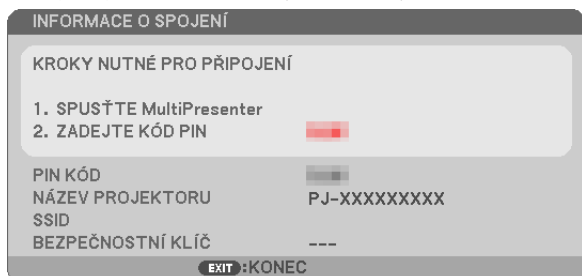 INFORMACE O SPOJENÍ
KROKY NUTNÉ PRO PŘIPOJENÍ
1. SPUSŤTE MultiPresenter
2. ZADEJTE KÓD PIN
PIN KÓD
NÁZEV PROJEKTORU PJ-XXXXXXXXX
SSID
BEZPEČNOSTNÍ KLÍČ ---
EXIT :KONEC